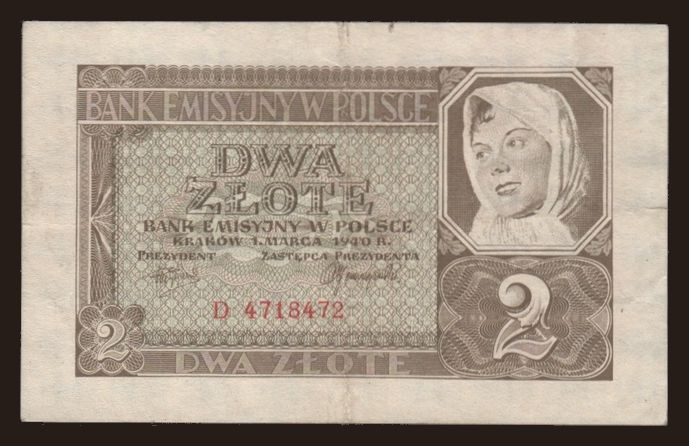 BANK EMISYJNY W POLSCE
DWA
ZŁOTE
BANK EMISYJNY W POLSCE
KRAKÓW 1. MARCA 1940 R.
PREZYDENT ZASTĘPCA PREZYDENTA
D 4718472
2 2
DWA ZŁOTE